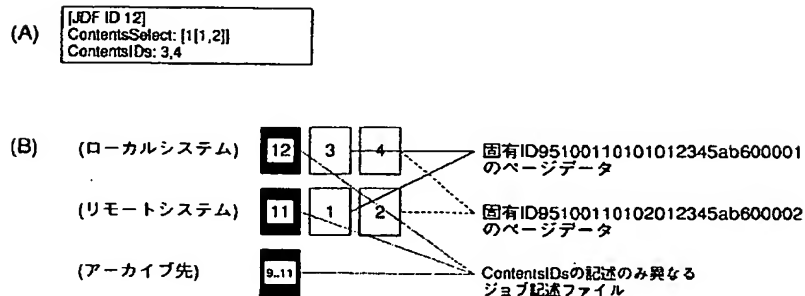 (A)
[JDF ID 12]
ContentsSelect: [1[1,2]]
ContentsIDs: 3,4
(B)
(ローカルシステム) 12 3 4
固有ID95100110101012345ab600001
のページデータ
(リモートシステム) 11 1 2
固有ID95100110102012345ab600002
のページデータ
(アーカイブ先) 9..11
ContentsIDsの記述のみ異なる
ジョブ記述ファイル